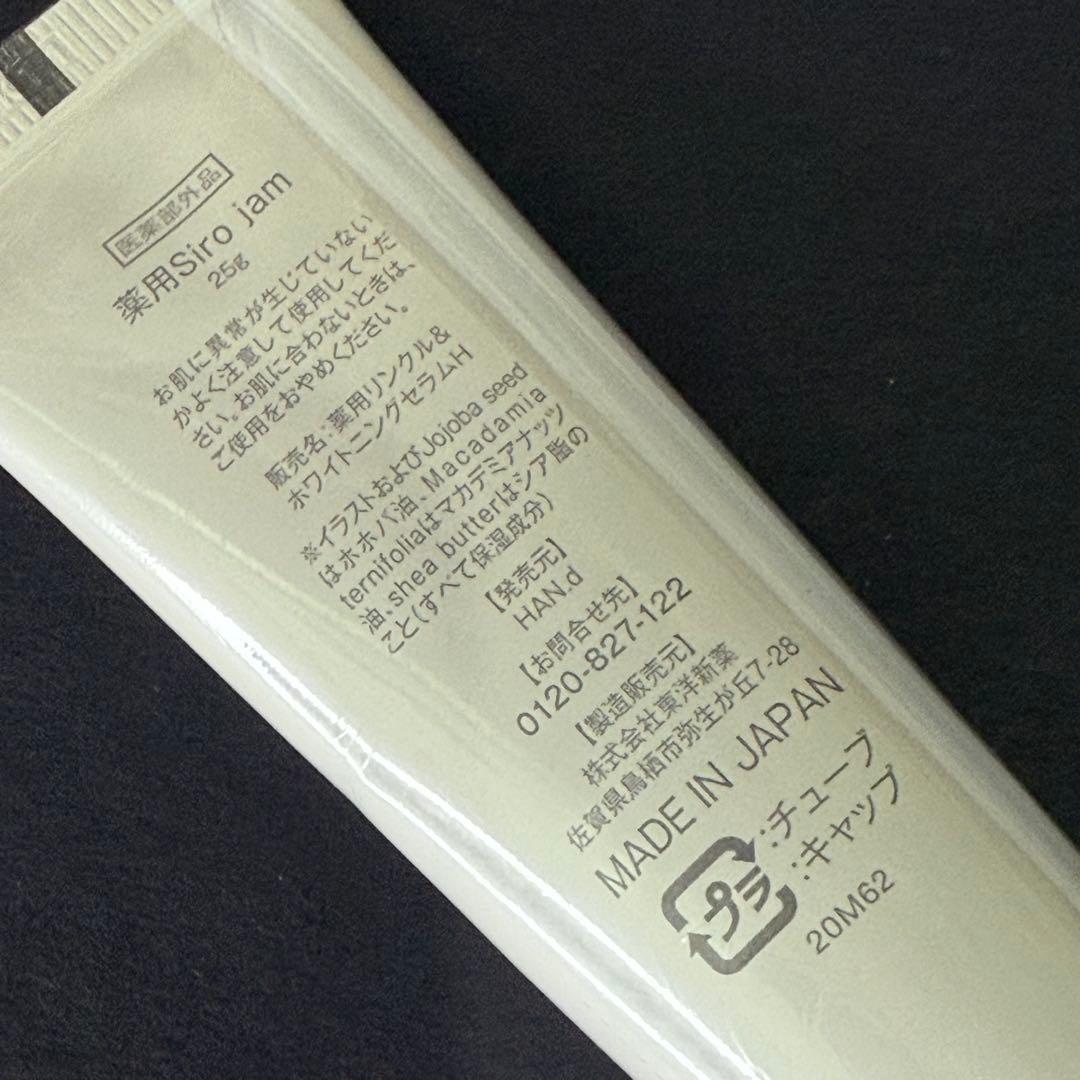 医薬部外品
薬用Siro jam
25g
お肌に異常が生じていない
かよく注意して使用してくだ
さい。お肌に合わないときは、
ご使用をおやめください。
販売名:薬用リンクル&
ホワイトニングセラムH
※イラストおよびJojoba seed
はホホバ油、Macadamia
ternifoliaはマカデミアナッツ
油、shea butterはシア脂の
こと(すべて保湿成分)
【発売元】
HAN.d
【お問合せ先】
0120-827-122
【製造販売元】
株式会社東洋新薬
佐賀県鳥栖市弥生が丘7-28
MADE IN JAPAN
プラ
:チューブ
:キャップ
20M62